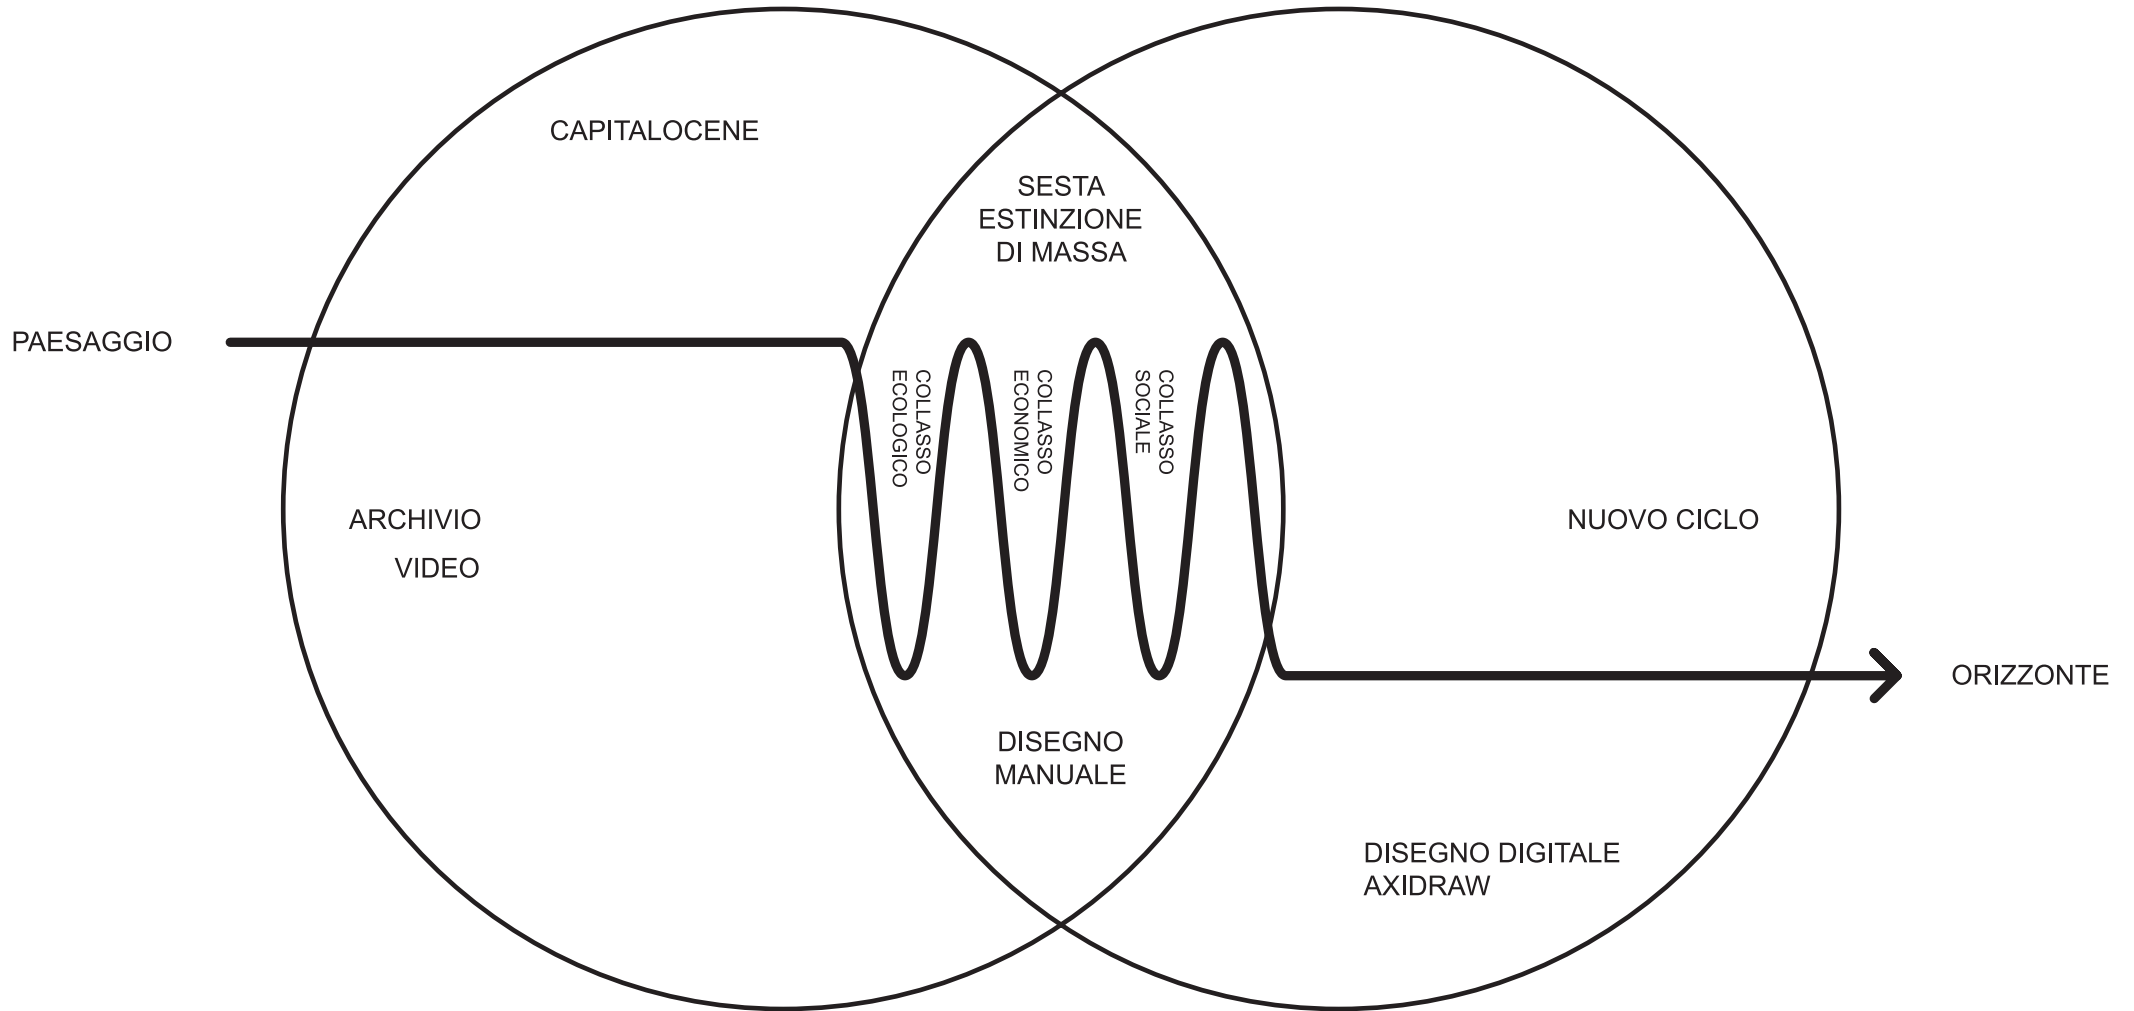 CAPITALOCENE
SESTA
ESTINZIONE
DI MASSA
PAESAGGIO
COLLASSO
ECOLOGICO
COLLASSO
ECONOMICO
COLLASSO
SOCIALE
ARCHIVIO
VIDEO
NUOVO CICLO
ORIZZONTE
DISEGNO
MANUALE
DISEGNO DIGITALE
AXIDRAW